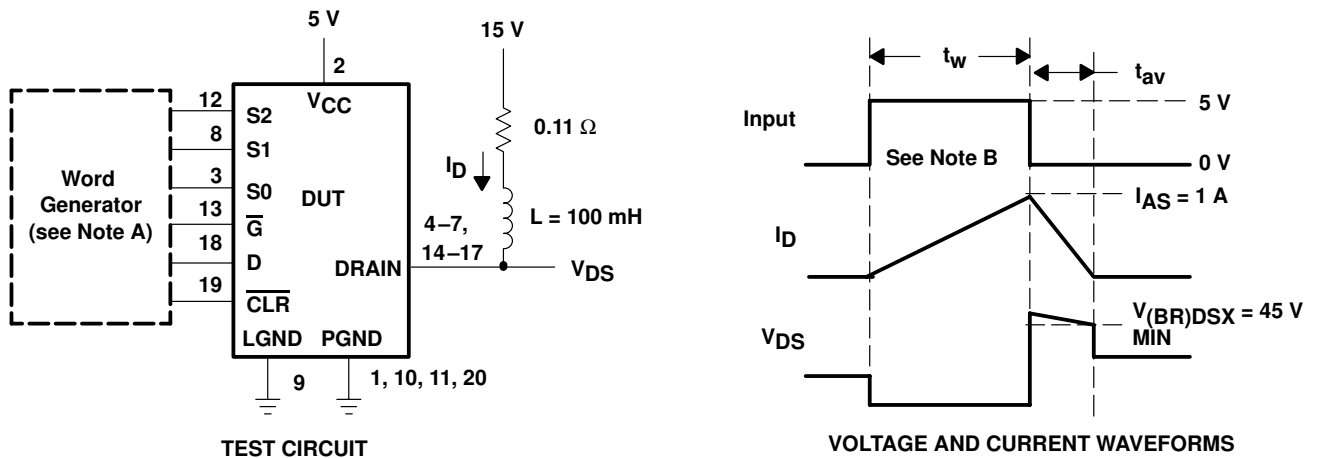 5 V
15 V
2
VCC
12
S2
8
S1
3
S0
13
G
18
D
19
CLR
Word
Generator
(see Note A)
DUT
DRAIN
LGND
PGND
9
1, 10, 11, 20
4–7,
14–17
ID
0.11 Ω
L = 100 mH
VDS
TEST CIRCUIT
tw
tav
Input
5 V
See Note B
0 V
IAS = 1 A
ID
V(BR)DSX = 45 V
MIN
VDS
VOLTAGE AND CURRENT WAVEFORMS